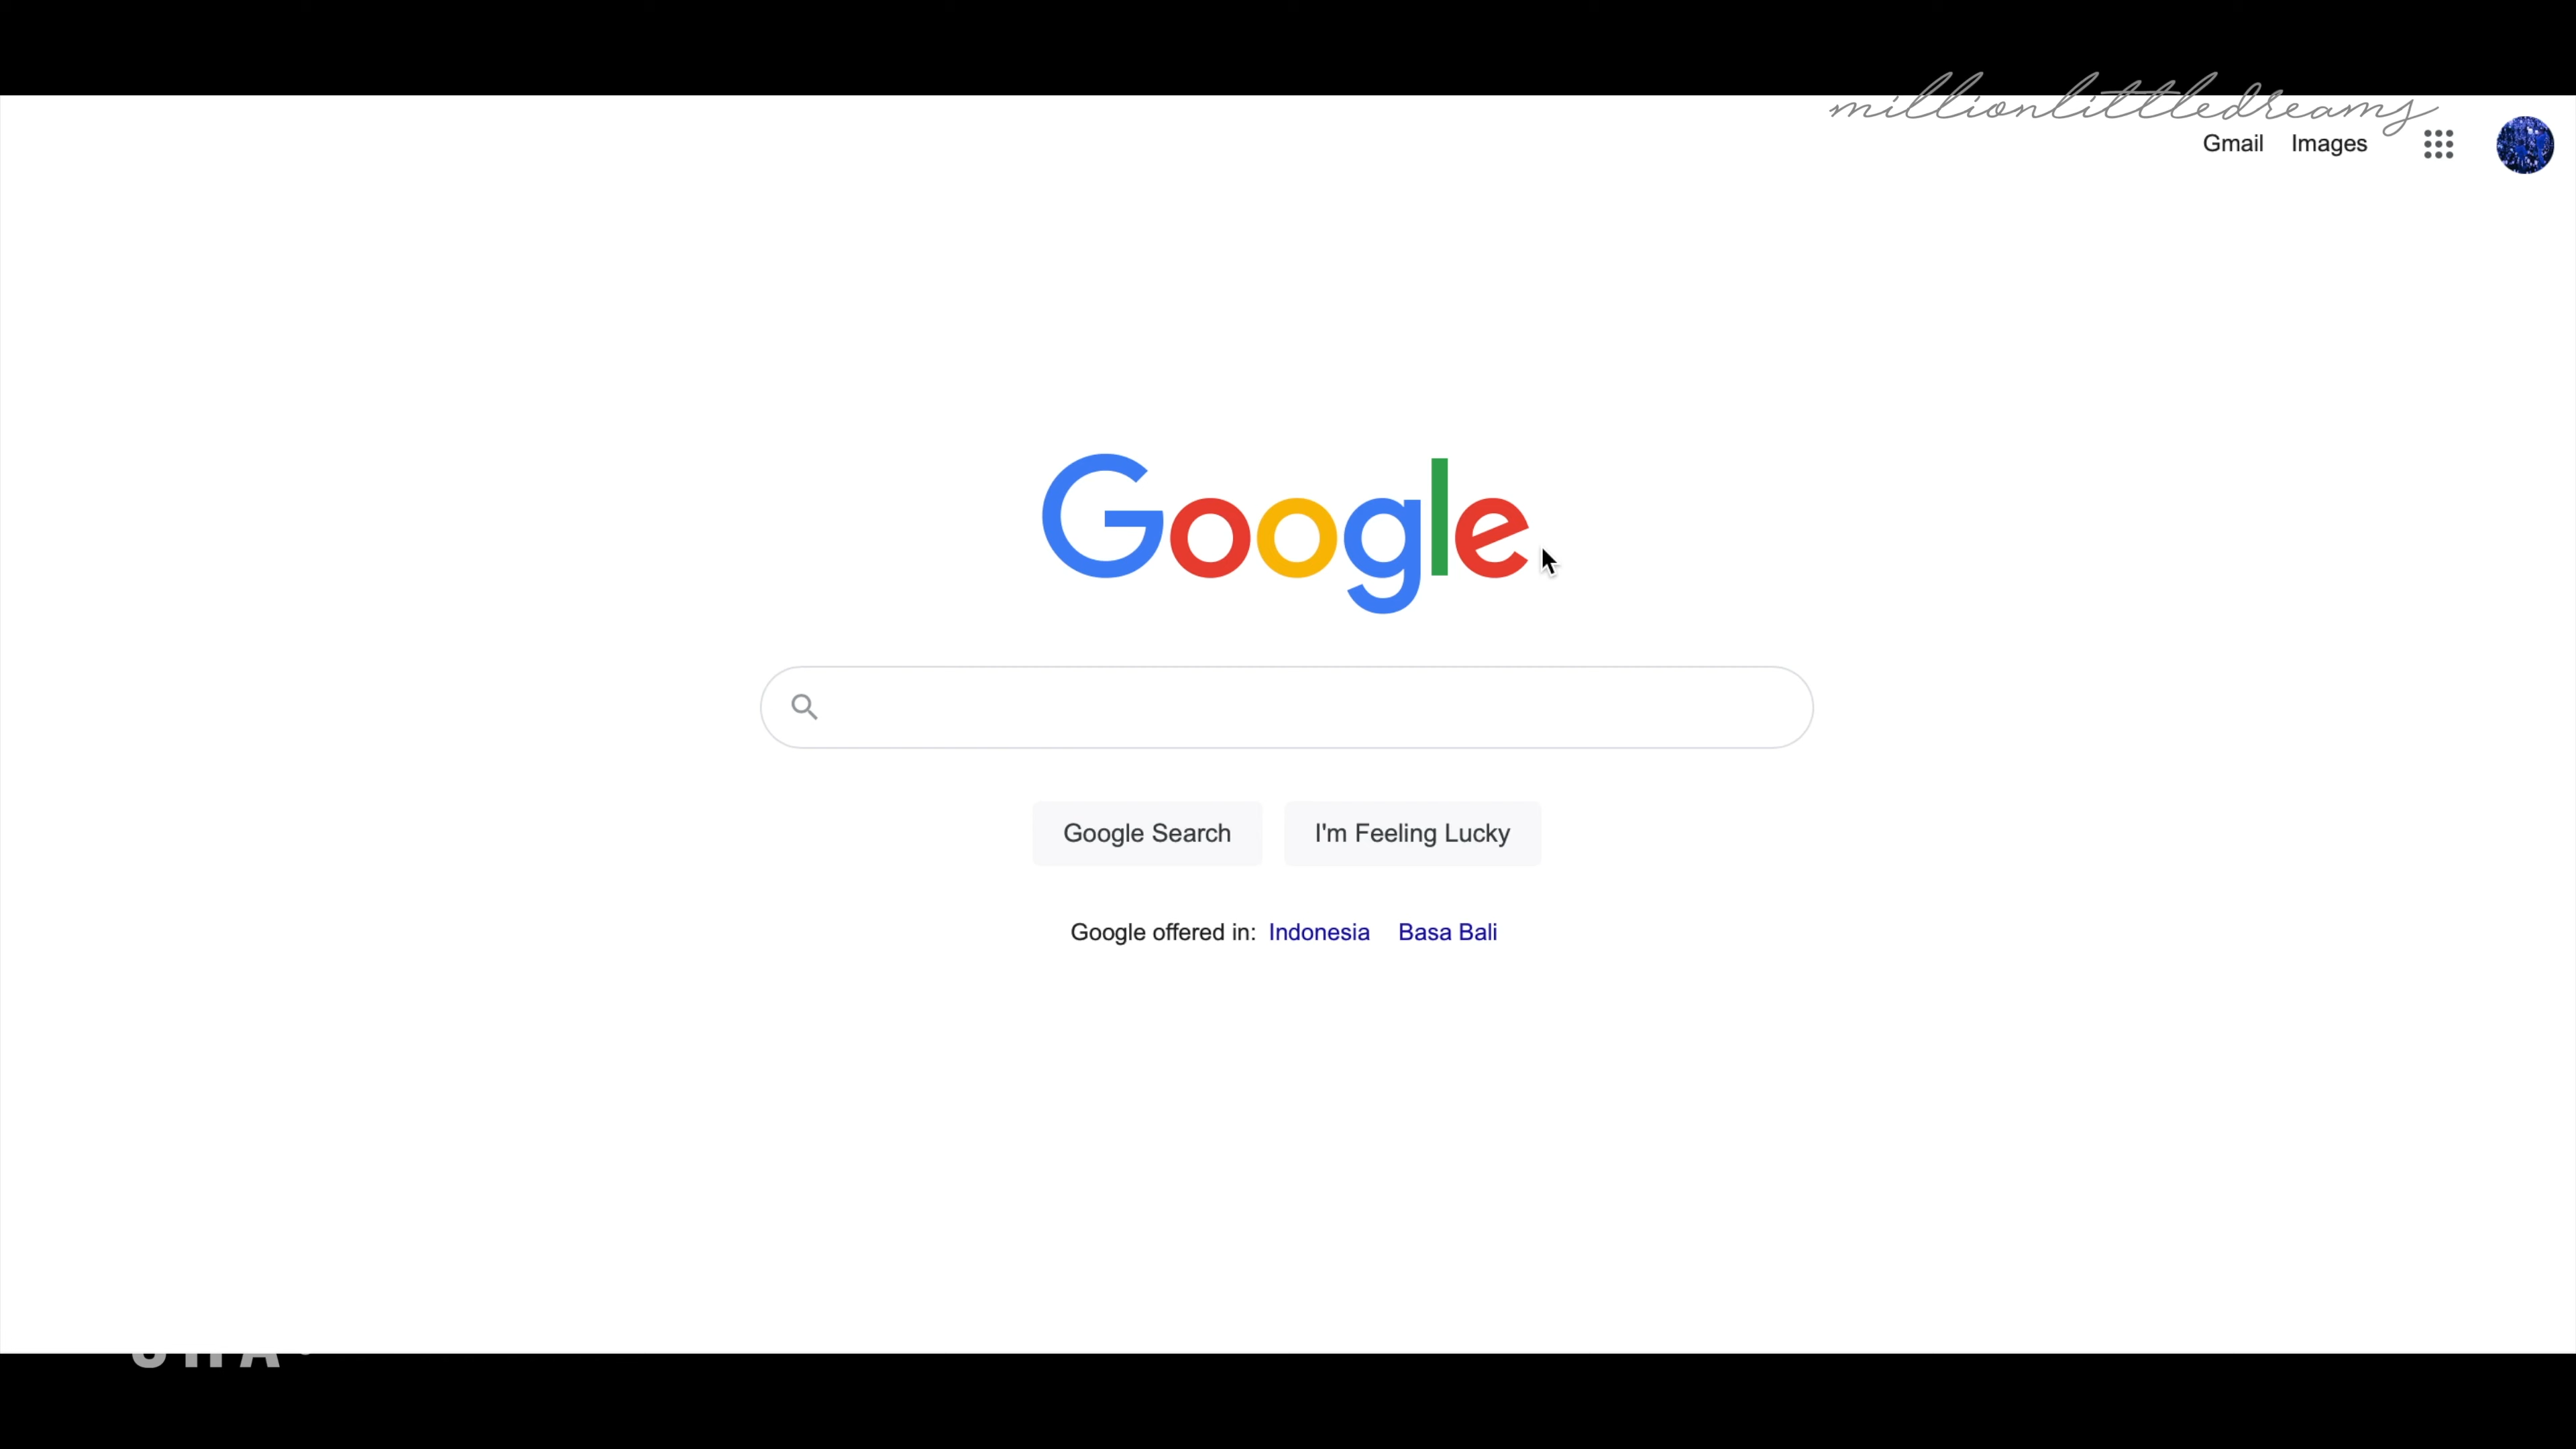 millionlittledreams
Gmail Images
Google
Google Search I'm Feeling Lucky
Google offered in: Indonesia Basa Bali